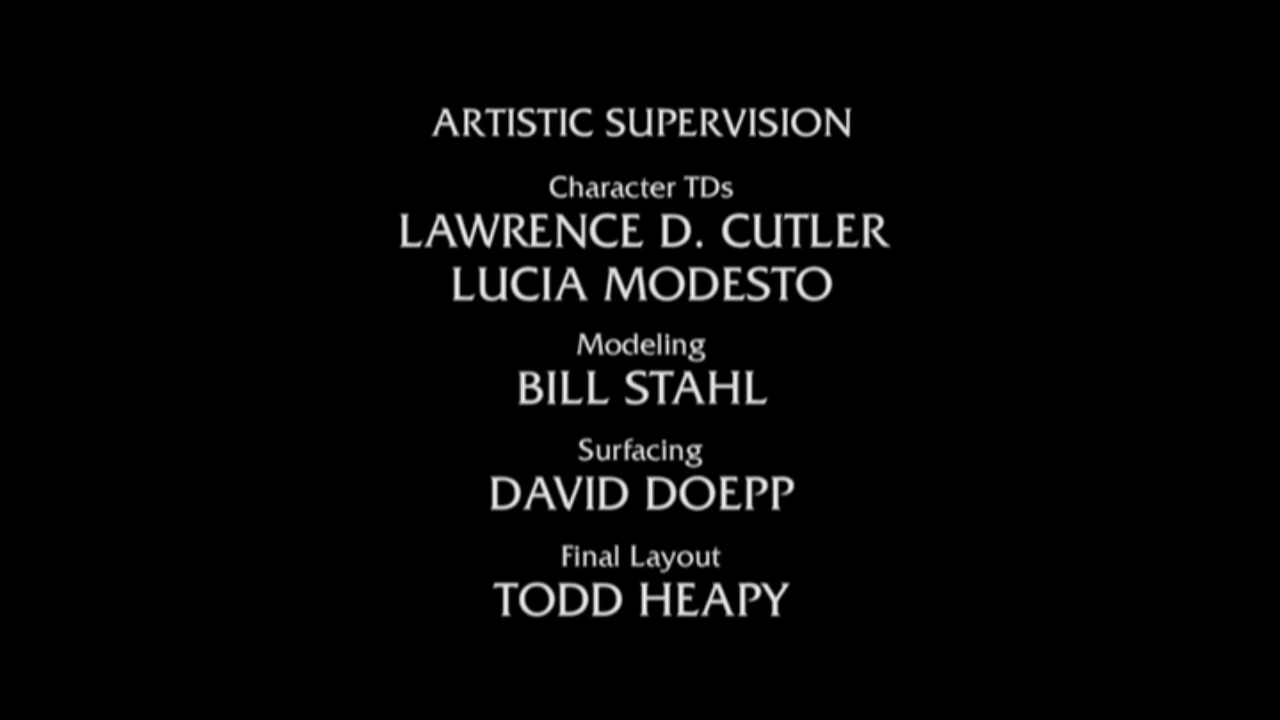 ARTISTIC SUPERVISION
Character TDs
LAWRENCE D. CUTLER
LUCIA MODESTO
Modeling
BILL STAHL
Surfacing
DAVID DOEPP
Final Layout
TODD HEAPY